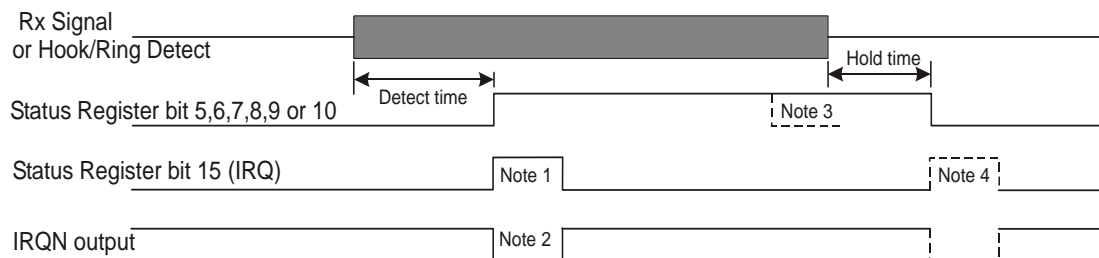 Rx Signal
or Hook/Ring Detect
Hold time
Detect time
Status Register bit 5,6,7,8,9 or 10
Note 3
Status Register bit 15 (IRQ)
Note 1
Note 4
IRQN output
Note 2